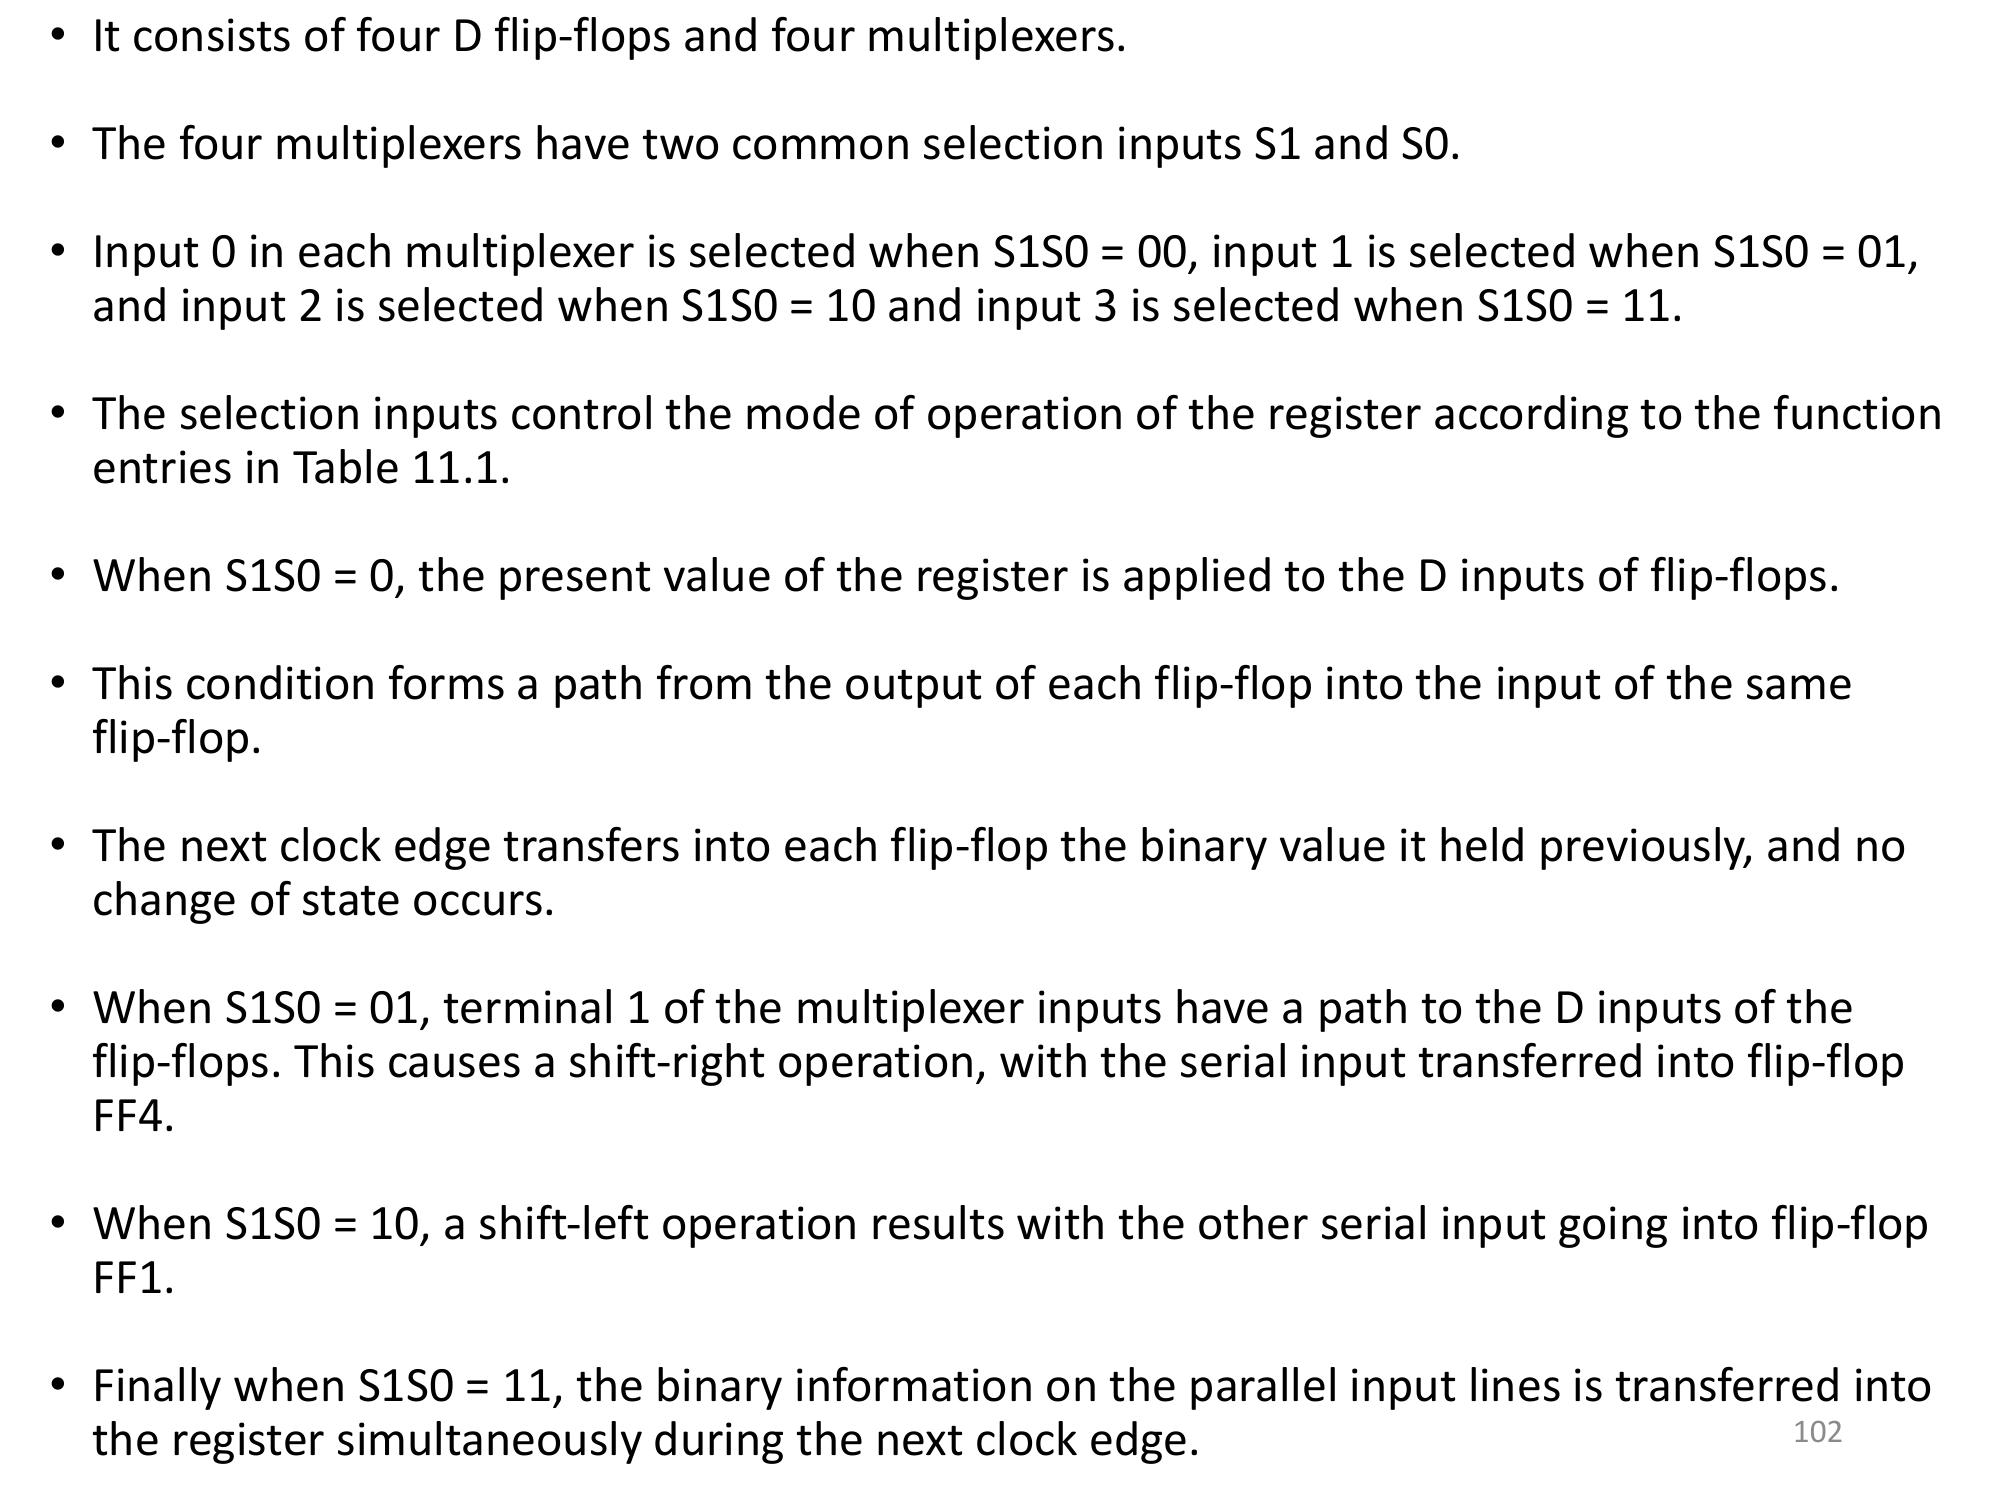 • It consists of four D flip-flops and four multiplexers.
• The four multiplexers have two common selection inputs S1 and S0.
• Input 0 in each multiplexer is selected when S1S0 = 00, input 1 is selected when S1S0 = 01,
and input 2 is selected when S1S0 = 10 and input 3 is selected when S1S0 = 11.
• The selection inputs control the mode of operation of the register according to the function
entries in Table 11.1.
• When S1S0 = 0, the present value of the register is applied to the D inputs of flip-flops.
• This condition forms a path from the output of each flip-flop into the input of the same
flip-flop.
• The next clock edge transfers into each flip-flop the binary value it held previously, and no
change of state occurs.
• When S1S0 = 01, terminal 1 of the multiplexer inputs have a path to the D inputs of the
flip-flops. This causes a shift-right operation, with the serial input transferred into flip-flop
FF4.
• When S1S0 = 10, a shift-left operation results with the other serial input going into flip-flop
FF1.
• Finally when S1S0 = 11, the binary information on the parallel input lines is transferred into
the register simultaneously during the next clock edge.
102